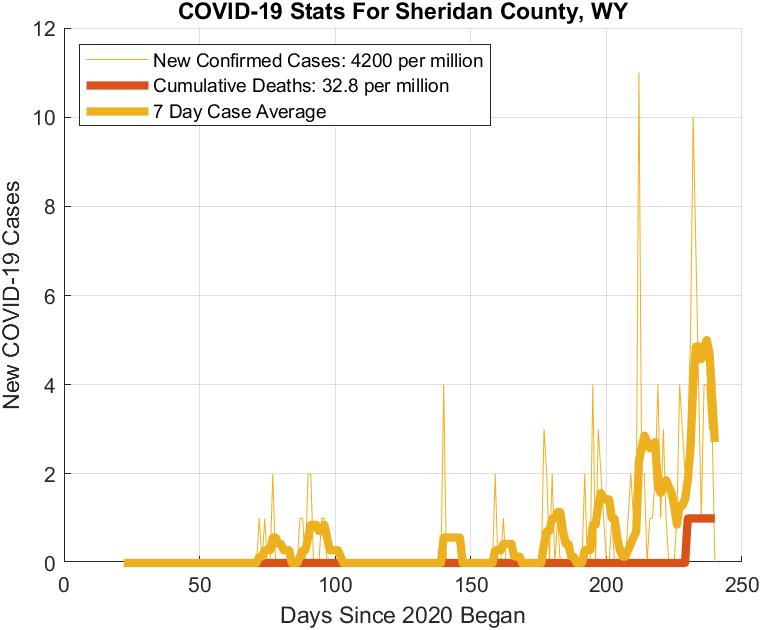 COVID-19 Stats For Sheridan County, WY
New Confirmed Cases: 4200 per million
Cumulative Deaths: 32.8 per million
7 Day Case Average
New COVID-19 Cases
12
10
8
6
4
2
0
0 50 100 150 200 250
Days Since 2020 Began